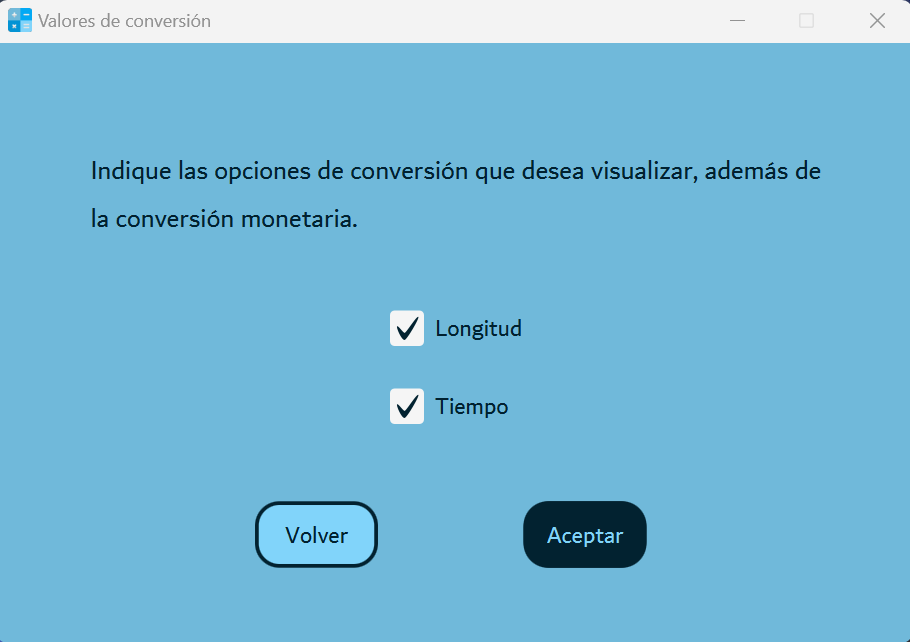 Valores de conversión
Indique las opciones de conversión que desea visualizar, además de
la conversión monetaria.
Longitud
Tiempo
Volver
Aceptar